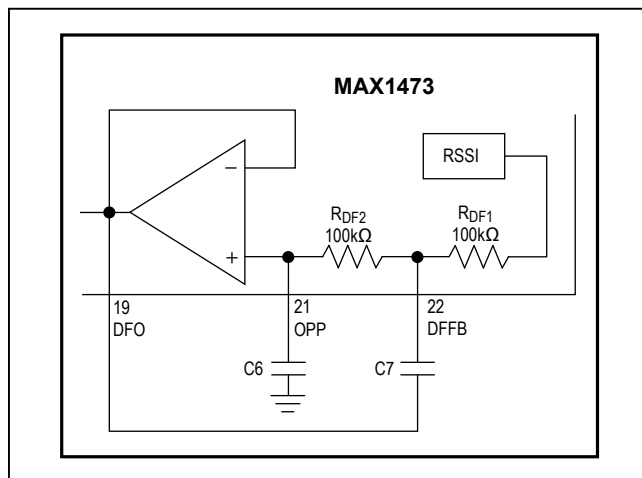 MAX1473
RSSI
RDF2
100kΩ
RDF1
100kΩ
−
+
19
DFO
21
OPP
22
DFFB
C6
C7